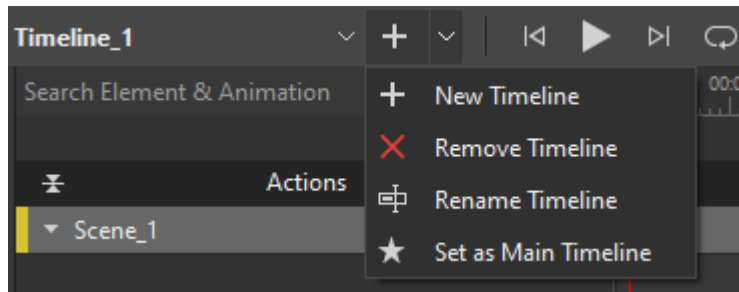 Timeline_1
Search Element & Animation
New Timeline
Remove Timeline
Actions
Rename Timeline
Scene_1
Set as Main Timeline